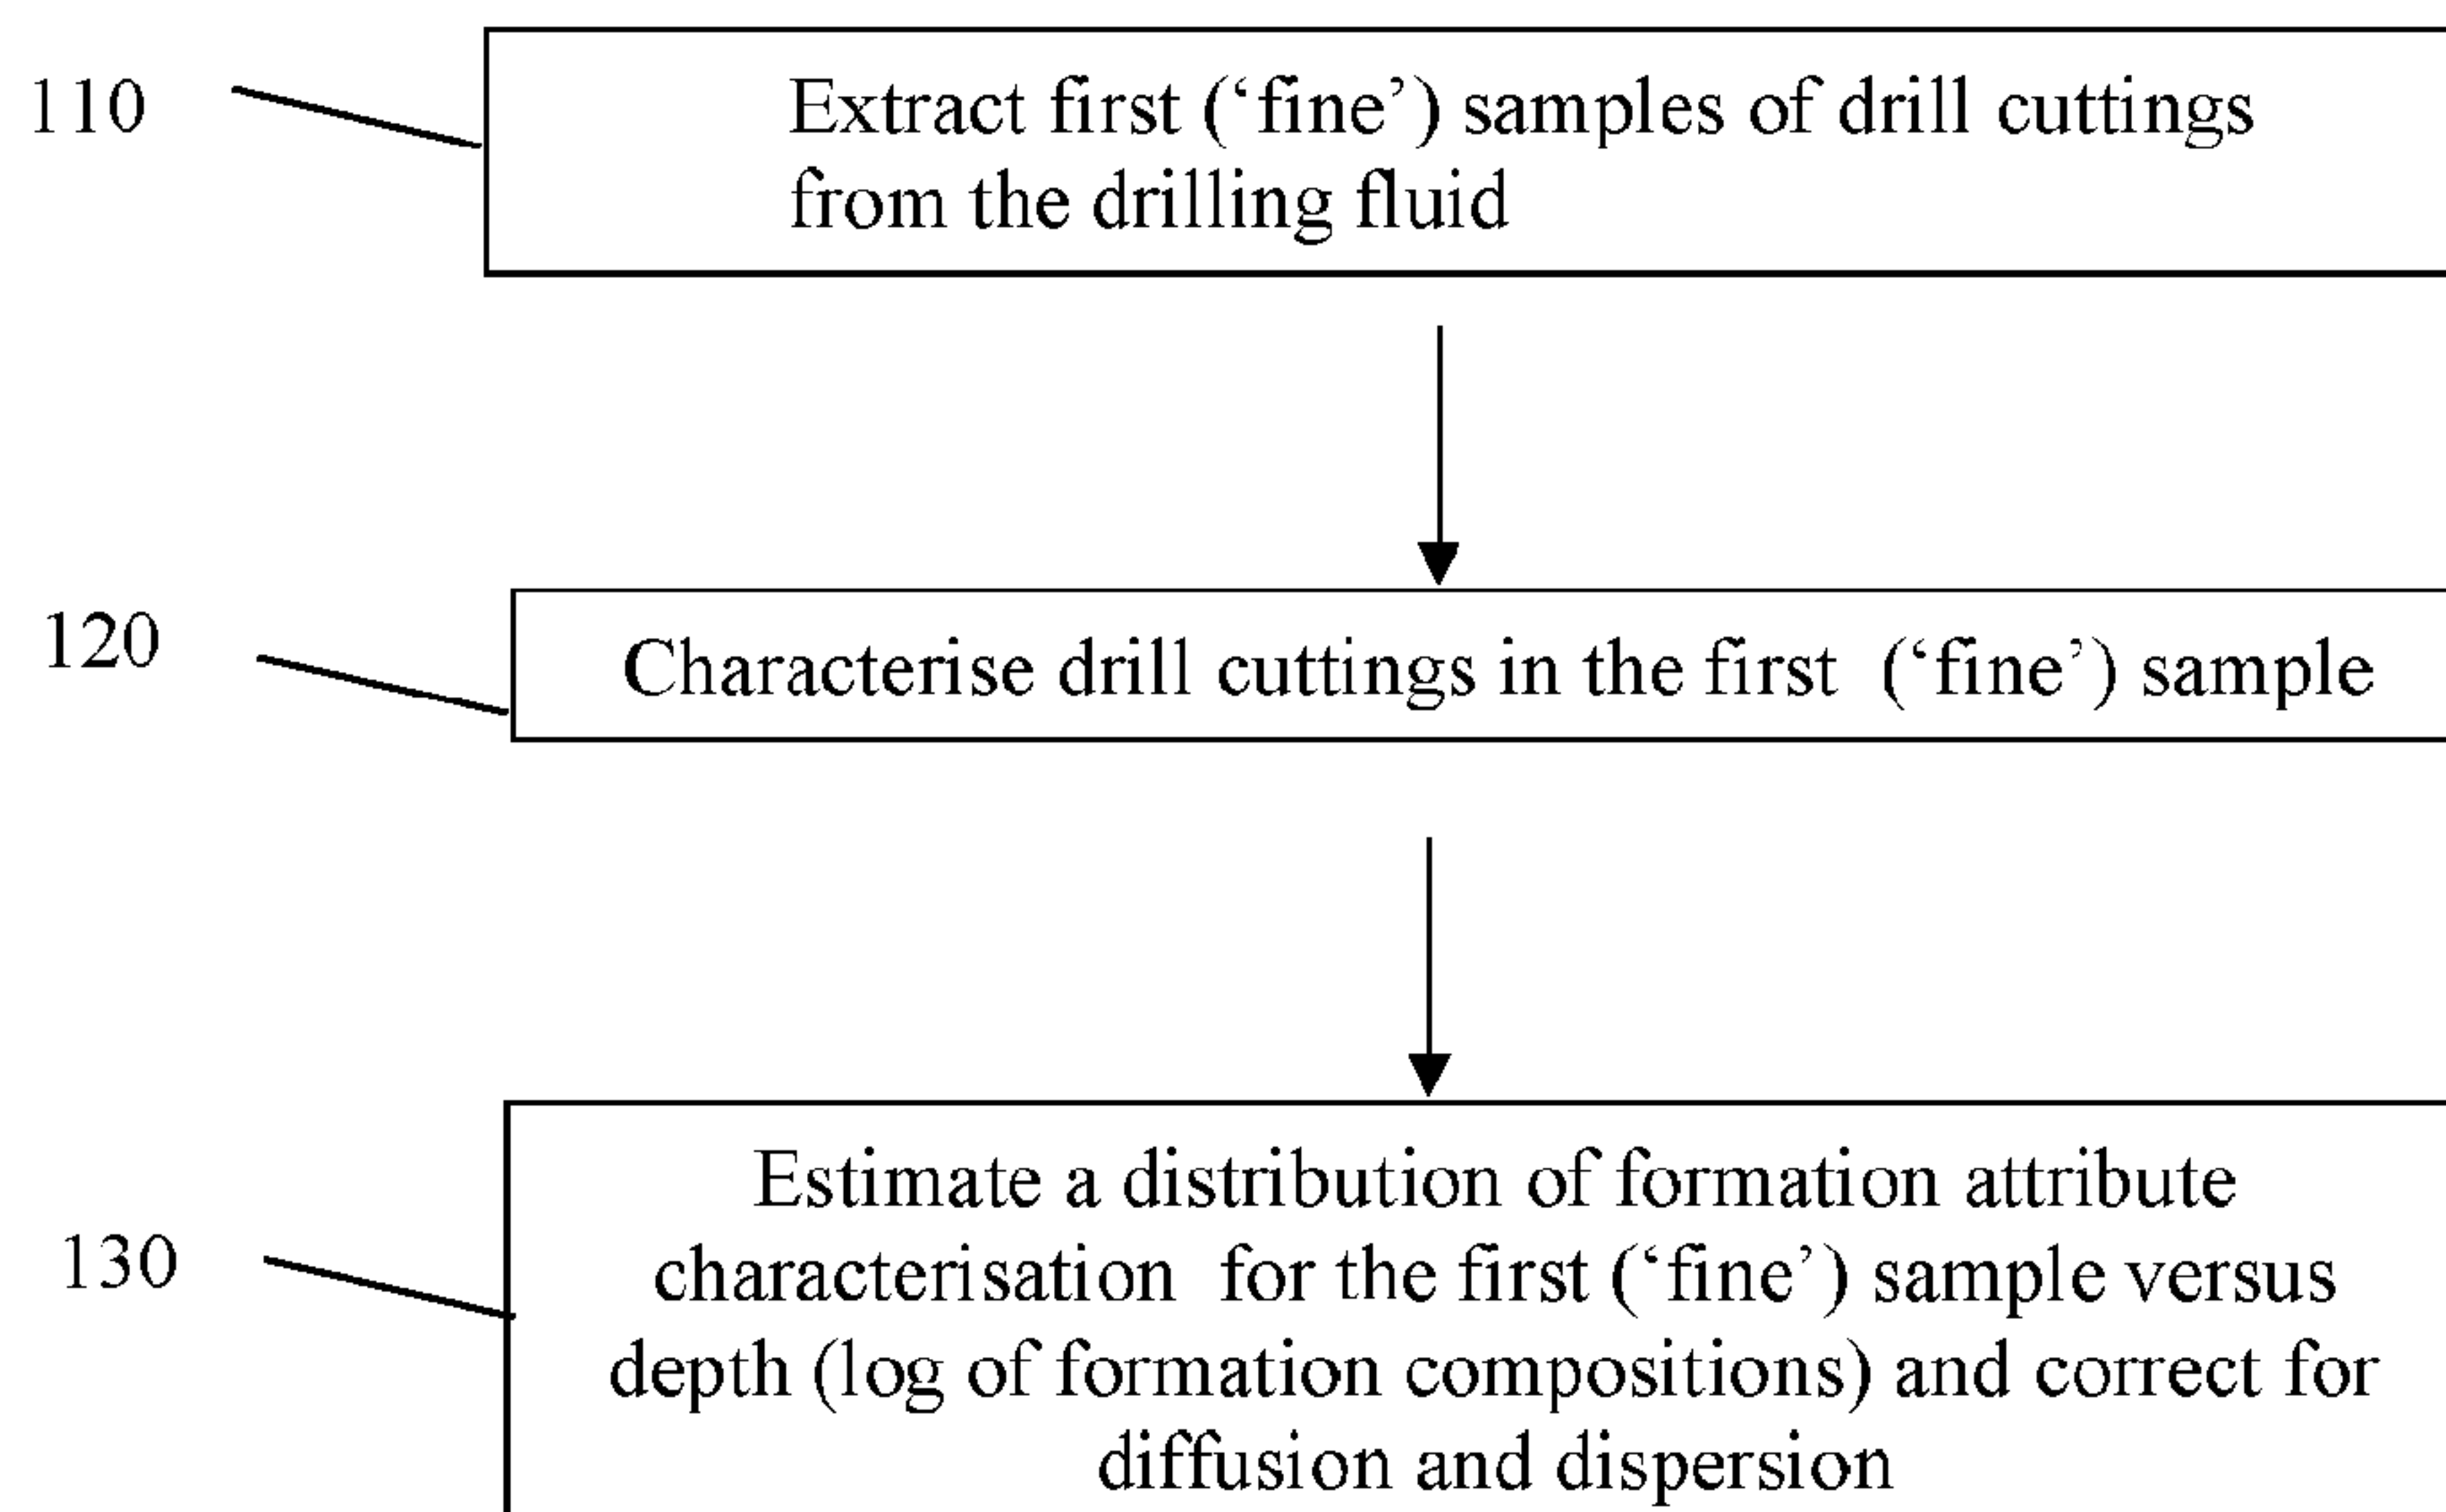 110
Extract first (‘fine’) samples of drill cuttings
from the drilling fluid
120
Characterise drill cuttings in the first (‘fine’) sample
130
Estimate a distribution of formation attribute
characterisation for the first (‘fine’) sample versus
depth (log of formation compositions) and correct for
diffusion and dispersion